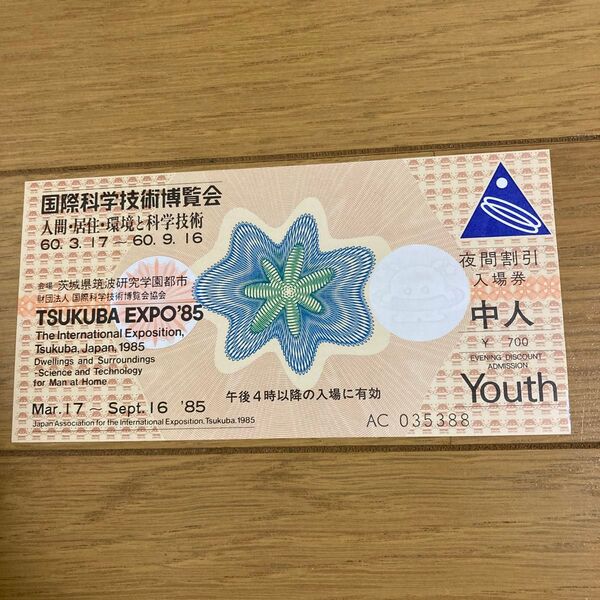 国際科学技術博覧会
人間・居住・環境と科学技術
60.3.17～60.9.16
会場 茨城県筑波研究学園都市
財団法人 国際科学技術博覧会協会
TSUKUBA EXPO'85
The International Exposition,
Tsukuba, Japan, 1985
Dwellings and Surroundings
-Science and Technology
for Man at Home
Mar.17～Sept.16 '85
Japan Association for the International Exposition, Tsukuba, 1985
午後4時以降の入場に有効
AC 035388
夜間割引
入場券
中人
¥ 700
EVENING DISCOUNT
ADMISSION
Youth